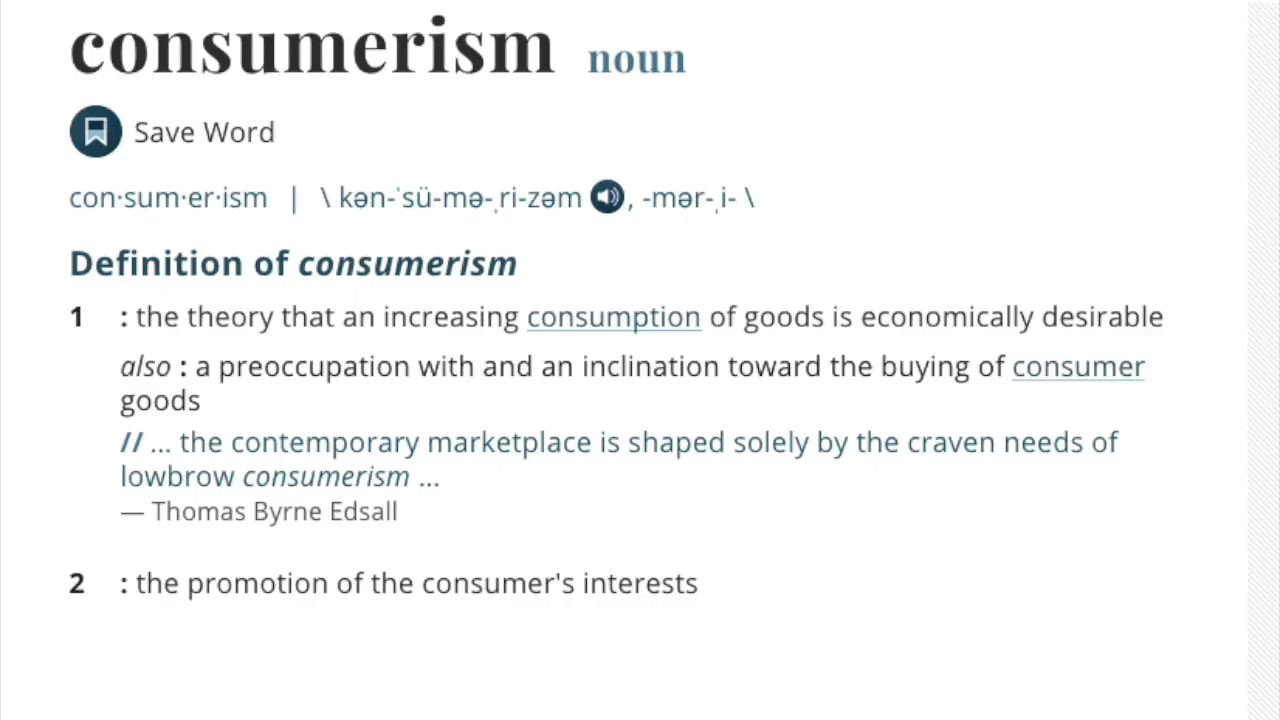 consumerism noun
Save Word
con·sum·er·ism | \ kən-ˈsü-mə-ˌri-zəm , -mər-ˌi- \
Definition of consumerism
1 : the theory that an increasing consumption of goods is economically desirable
also : a preoccupation with and an inclination toward the buying of consumer
goods
// ... the contemporary marketplace is shaped solely by the craven needs of
lowbrow consumerism ...
— Thomas Byrne Edsall
2 : the promotion of the consumer's interests